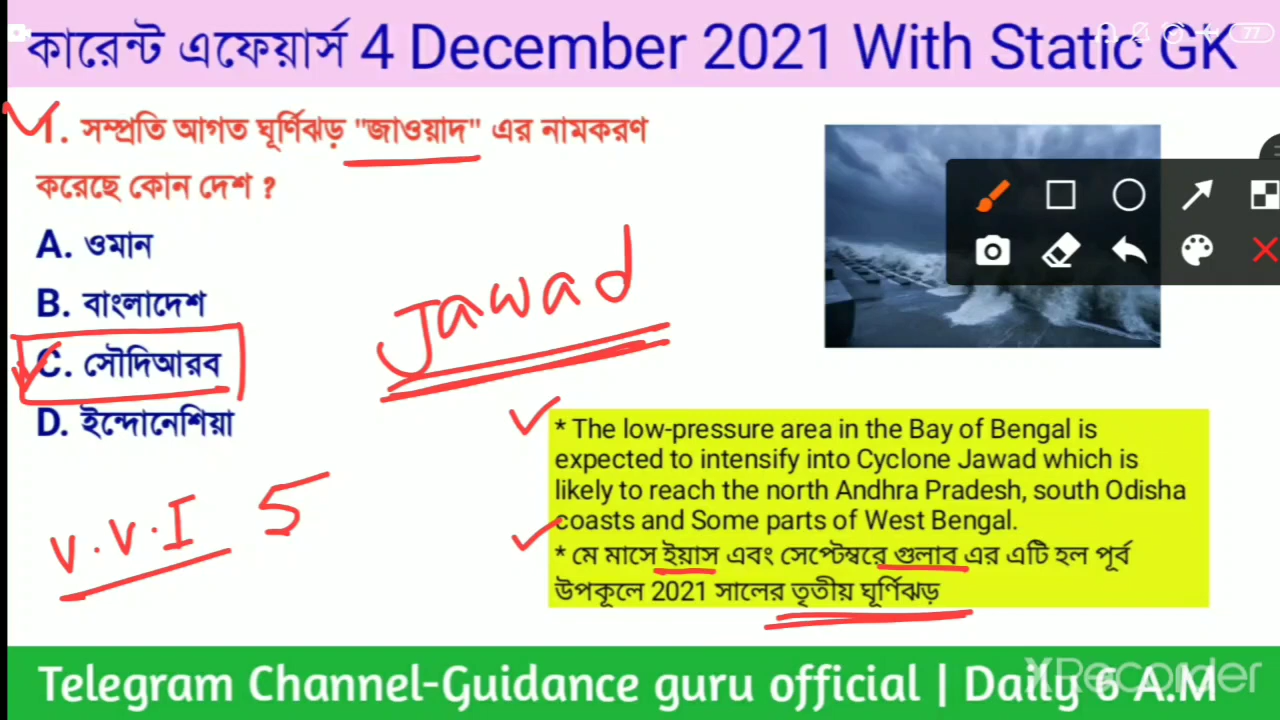 কারেন্ট এফেয়ার্স 4 December 2021 With Static GK
77
1. সম্প্রতি আগত ঘূর্ণিঝড় "জাওয়াদ" এর নামকরণ
করেছে কোন দেশ ?
A. ওমান
B. বাংলাদেশ
C. সৌদিআরব
D. ইন্দোনেশিয়া
Jawad
V.V.I 5
* The low-pressure area in the Bay of Bengal is
expected to intensify into Cyclone Jawad which is
likely to reach the north Andhra Pradesh, south Odisha
coasts and Some parts of West Bengal.
* মে মাসে ইয়াস এবং সেপ্টেম্বরে গুলাব এর এটি হল পূর্ব
উপকূলে 2021 সালের তৃতীয় ঘূর্ণিঝড়
Telegram Channel-Guidance guru official | Daily 6 A.M
XRecorder